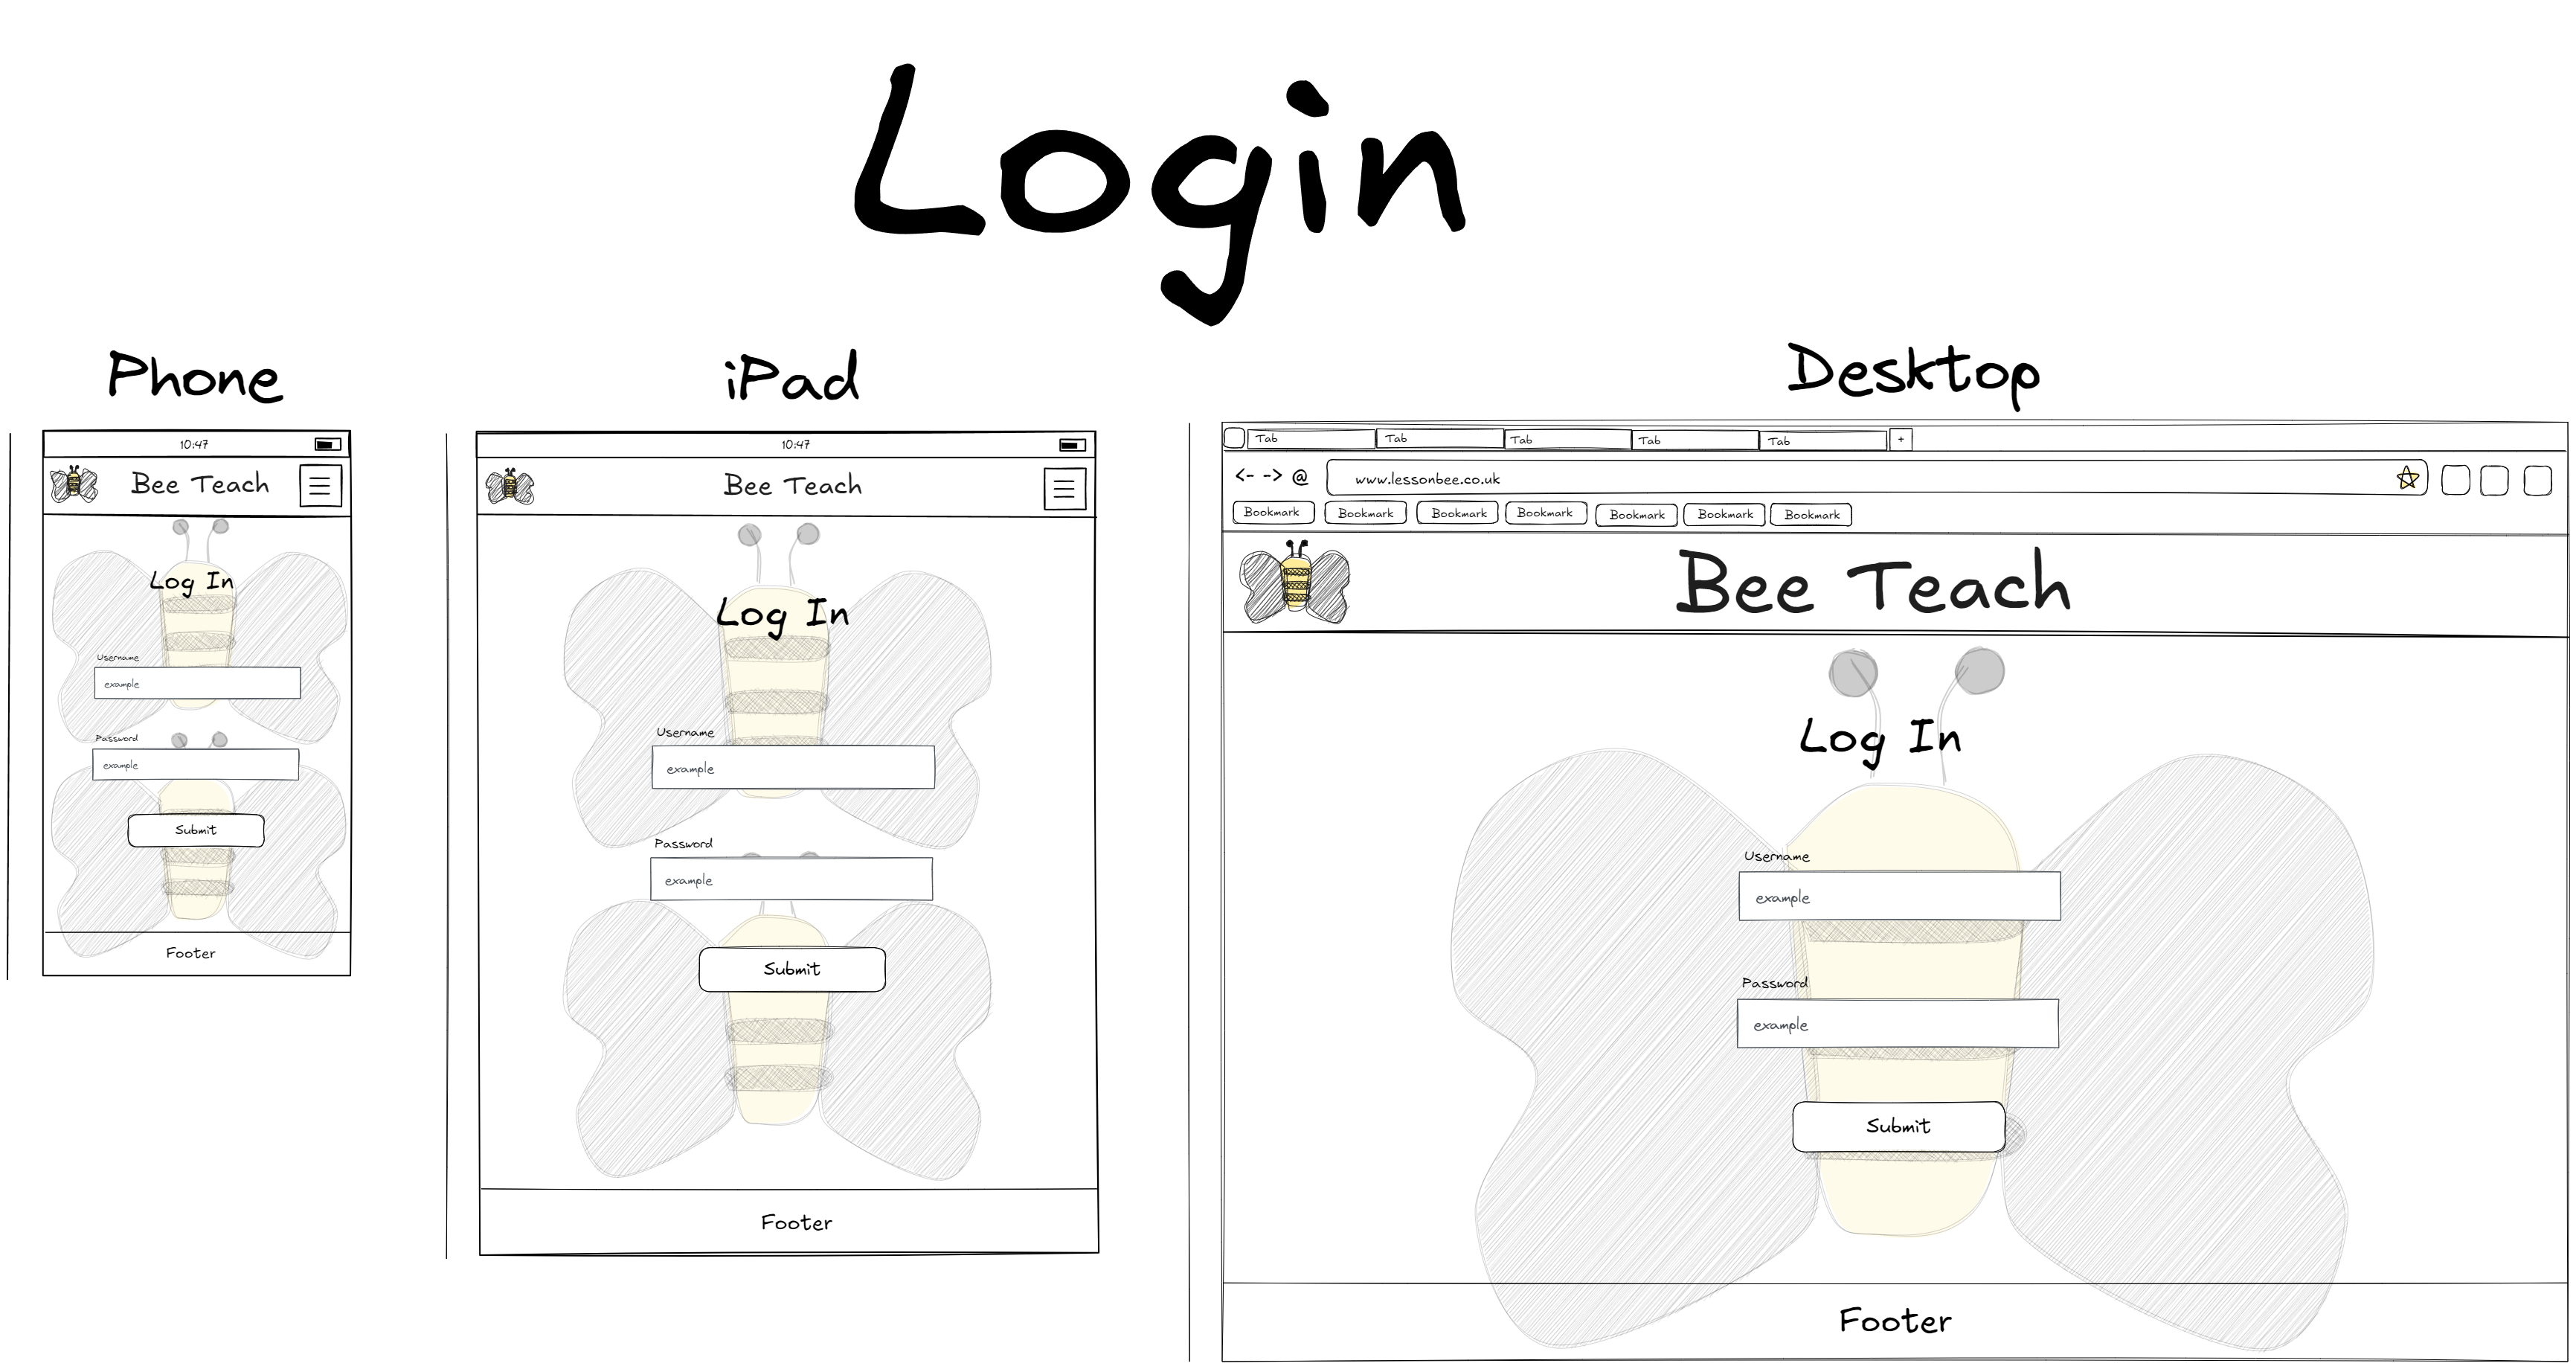 Login
Phone
10:47
Bee Teach
Log In
Username
example
Password
example
Submit
Footer
iPad
10:47
Bee Teach
Log In
Username
example
Password
example
Submit
Footer
Desktop
Tab Tab Tab Tab Tab +
<- -> @ www.lessonbee.co.uk
Bookmark Bookmark Bookmark Bookmark Bookmark Bookmark Bookmark
Bee Teach
Log In
Username
example
Password
example
Submit
Footer